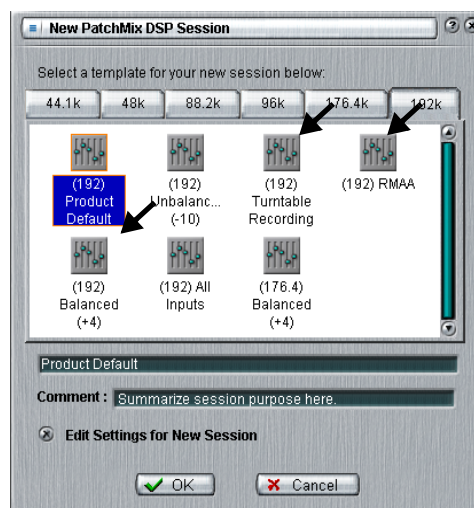 New PatchMix DSP Session
Select a template for your new session below:
44.1k 48k 88.2k 96k 176.4k 192k
(192) Product Default
(192) Unbalanc... (-10)
(192) Turntable Recording
(192) RMAA
(192) Balanced (+4)
(192) All Inputs
(176.4) Balanced (+4)
Product Default
Comment : Summarize session purpose here.
Edit Settings for New Session
OK Cancel